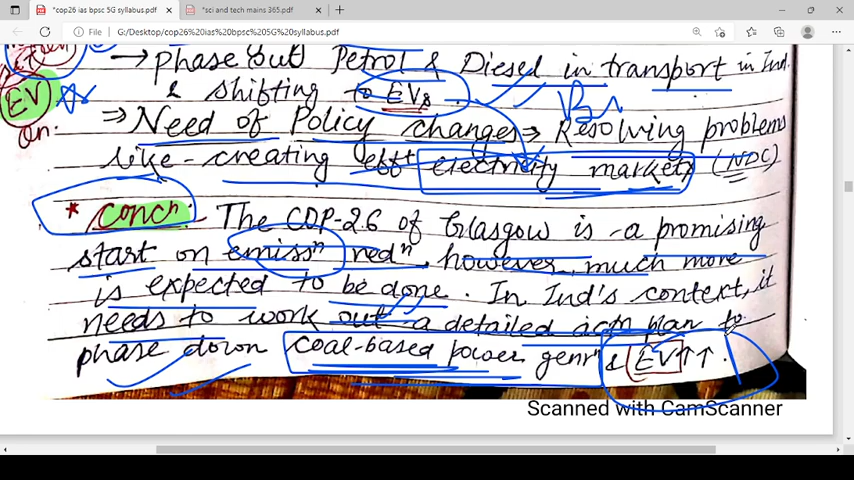 *cop26 ias bpsc 5G syllabus.pdf
*sci and tech mains 365.pdf
File
G:/Desktop/cop26%20ias%20bpsc%205G%20syllabus.pdf
→ phase out Petrol & Diesel in transport in Ind.
EV & shifting to EVs
on.
⇒ Need of Policy changes ⇒ Resolving problems
like - creating effᵗ electricity market (NDC)
* Concⁿ:- The COP-26 of Glasgow is a promising
start on emissⁿ redⁿ, however, much more
is expected to be done. In Ind's context, it
needs to work out a detailed actn plan to
phase down coal-based power genrⁿ & EV↑↑.
Scanned with CamScanner